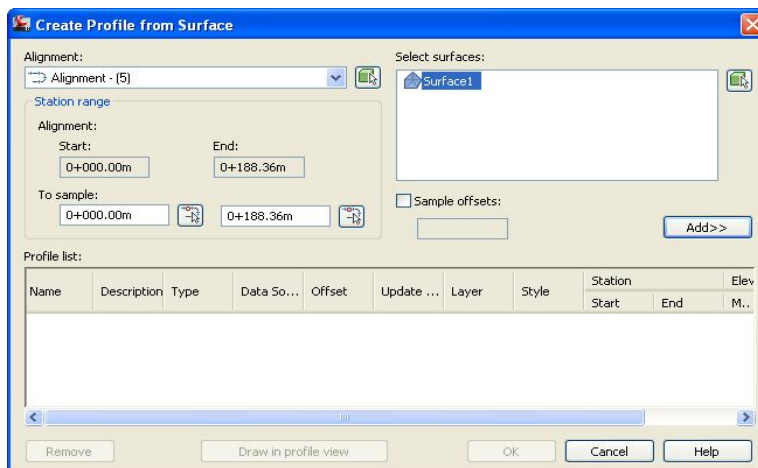 Create Profile from Surface
Alignment:
Alignment - (5)
Station range
Alignment:
Start:
End:
0+000.00m
0+188.36m
To sample:
0+000.00m
0+188.36m
Select surfaces:
Surface1
Sample offsets:
Add>>
Profile list:
Name
Description
Type
Data So...
Offset
Update ...
Layer
Style
Station
Start
End
Elev
M..
Remove
Draw in profile view
OK
Cancel
Help